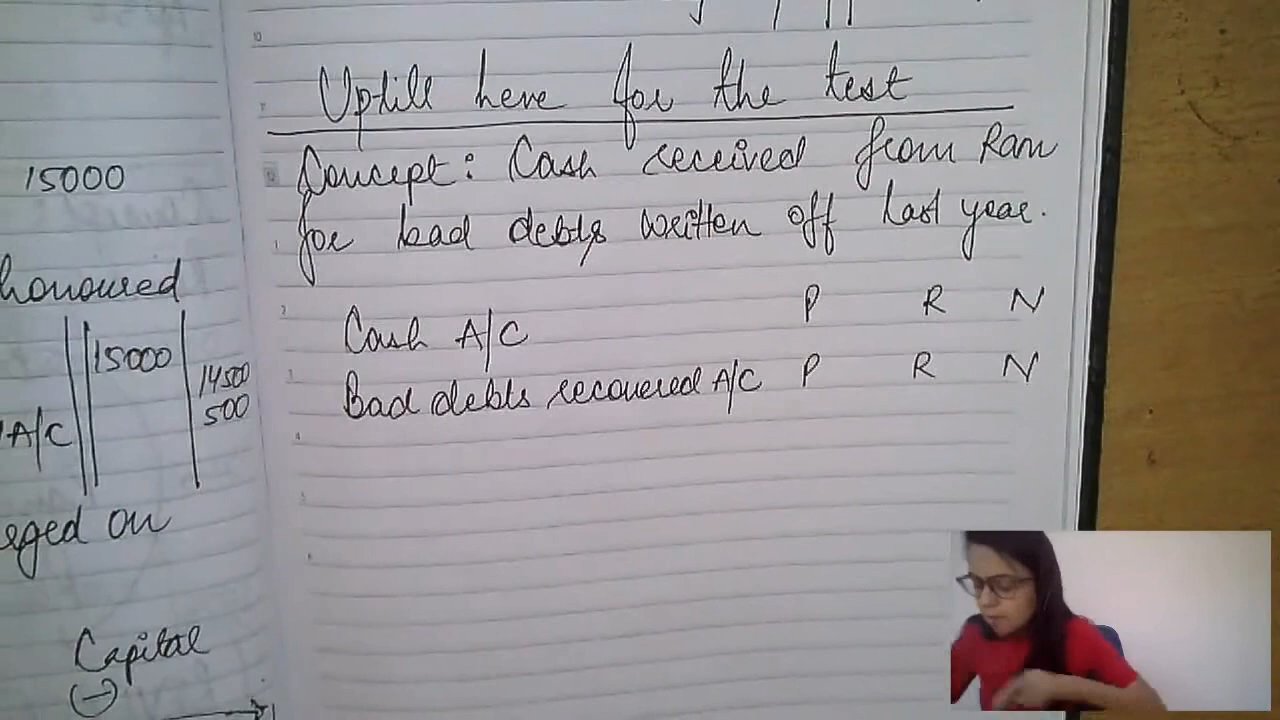 15000
honoured
15000
14500
500
A/C
eged on
Capital
(-)
Uptill here for the test
Concept: Cash received from Ram
for bad debts written off last year.
Cash A/C P R N
Bad debts recovered A/C P R N